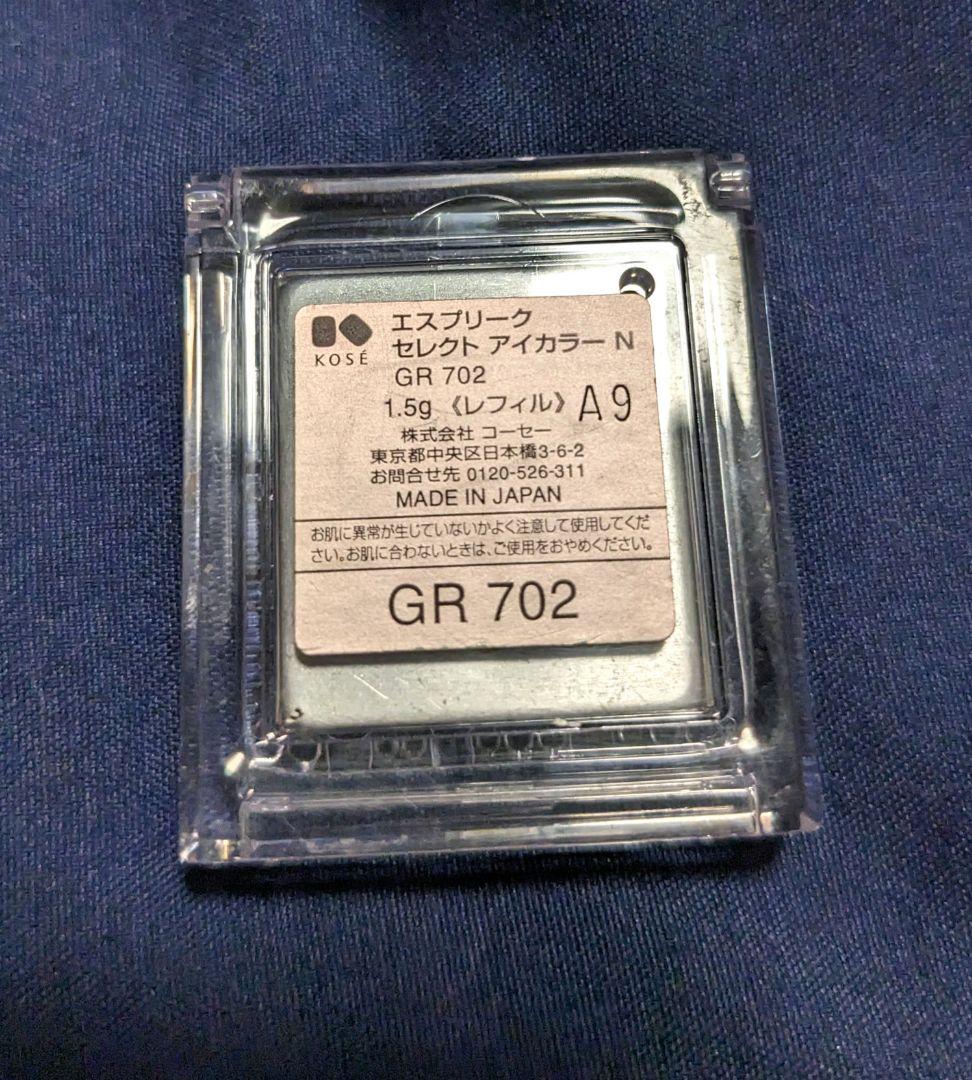 KOSÉ
エスプリーク
セレクト アイカラー N
GR 702
1.5g 《レフィル》 A9
株式会社 コーセー
東京都中央区日本橋3-6-2
お問合せ先 0120-526-311
MADE IN JAPAN
お肌に異常が生じていないかよく注意して使用してくだ
さい。お肌に合わないときは、ご使用をおやめください。
GR 702